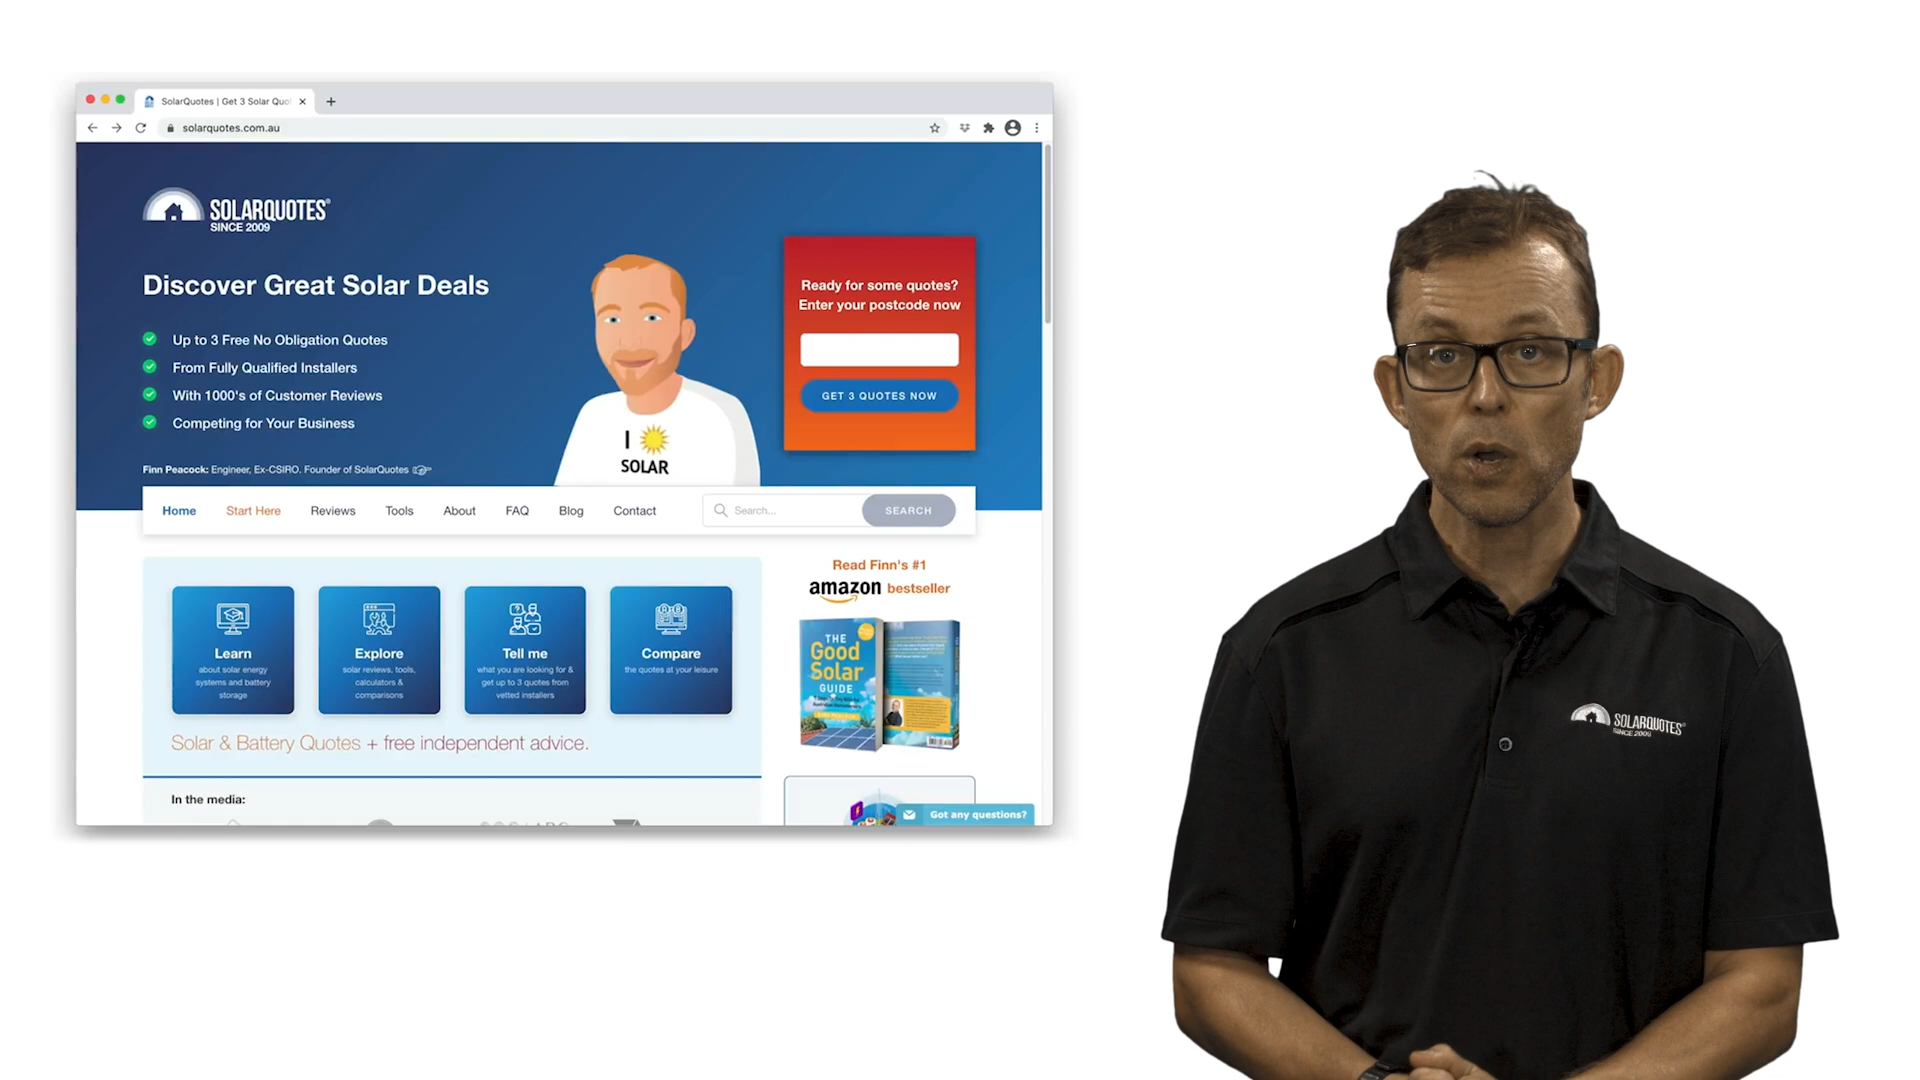 SolarQuotes | Get 3 Solar Quo
solarquotes.com.au
SOLARQUOTES®
SINCE 2009
Discover Great Solar Deals
Up to 3 Free No Obligation Quotes
From Fully Qualified Installers
With 1000's of Customer Reviews
Competing for Your Business
Finn Peacock: Engineer, Ex-CSIRO. Founder of SolarQuotes
I
SOLAR
Ready for some quotes?
Enter your postcode now
GET 3 QUOTES NOW
Home
Start Here
Reviews
Tools
About
FAQ
Blog
Contact
Search...
SEARCH
Learn
about solar energy
systems and battery
storage
Explore
solar reviews, tools,
calculators &
comparisons
Tell me
what you are looking for &
get up to 3 quotes from
vetted installers
Compare
the quotes at your leisure
Solar & Battery Quotes + free independent advice.
In the media:
Read Finn's #1
amazon bestseller
THE
Good
Solar
GUIDE
Got any questions?
SOLARQUOTES®
SINCE 2009